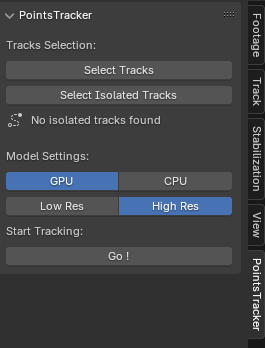 PointsTracker
Tracks Selection:
Select Tracks
Select Isolated Tracks
No isolated tracks found
Model Settings:
GPU CPU
Low Res High Res
Start Tracking:
Go !
Footage
Track
Stabilization
View
PointsTracker